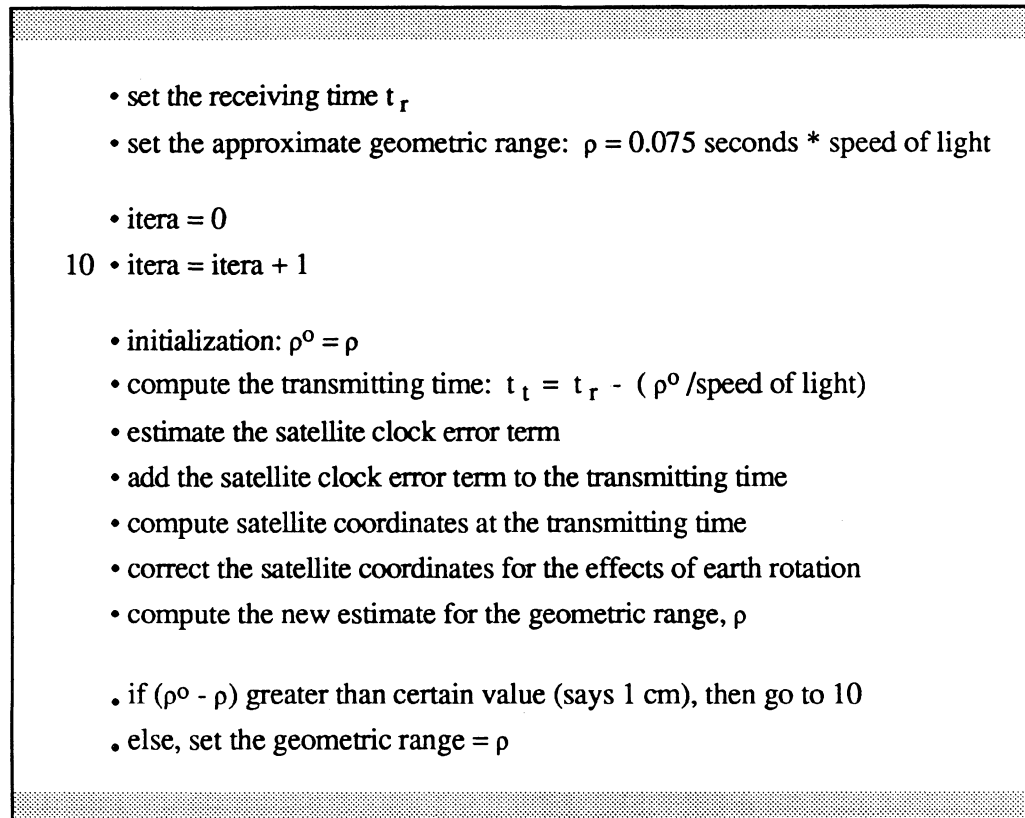 • set the receiving time t r
• set the approximate geometric range: ρ = 0.075 seconds * speed of light
• itera = 0
10 • itera = itera + 1
• initialization: ρº = ρ
• compute the transmitting time: t t = t r - ( ρº /speed of light)
• estimate the satellite clock error term
• add the satellite clock error term to the transmitting time
• compute satellite coordinates at the transmitting time
• correct the satellite coordinates for the effects of earth rotation
• compute the new estimate for the geometric range, ρ
• if (ρº - ρ) greater than certain value (says 1 cm), then go to 10
• else, set the geometric range = ρ